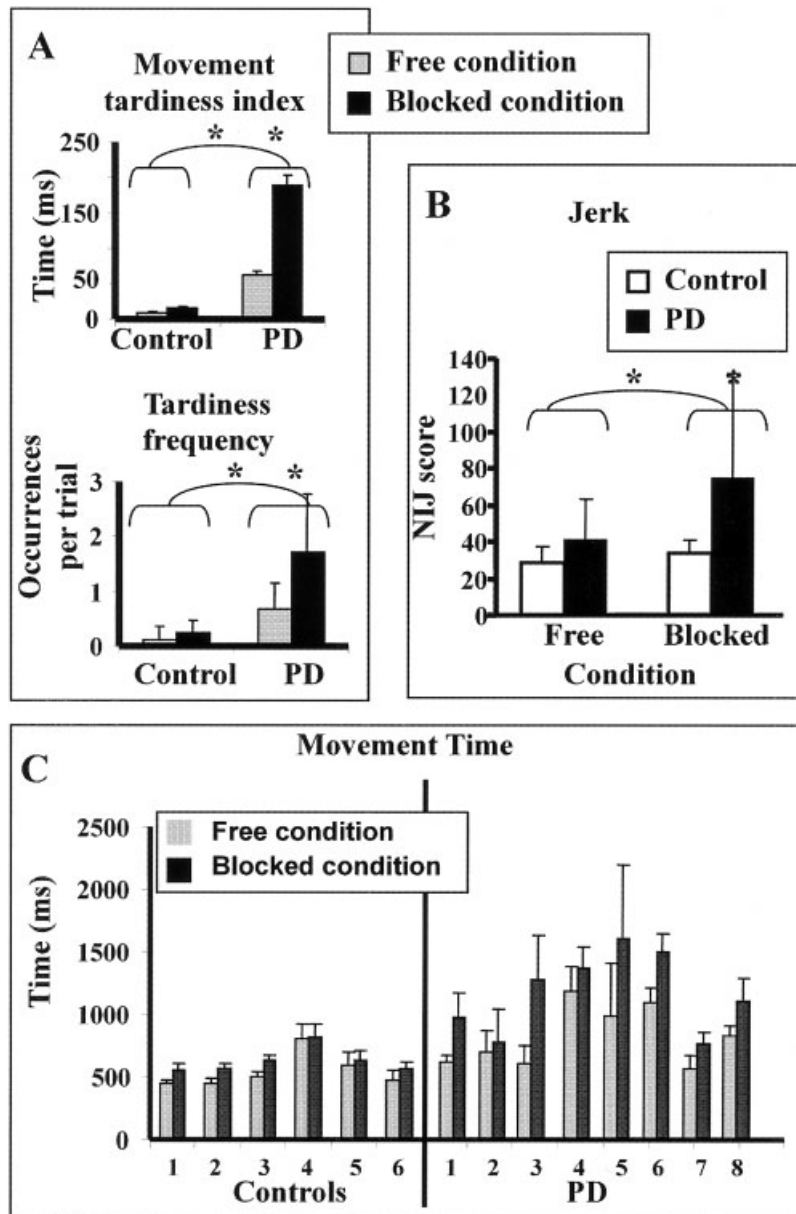 A
Movement
tardiness index
Free condition
Blocked condition
* *
250
150
50
0
Time (ms)
Control PD
Tardiness
frequency
* *
3
2
1
0
Occurrences
per trial
Control PD
B
Jerk
Control
PD
* *
140
120
100
80
60
40
20
0
NIJ score
Free Blocked
Condition
C
Movement Time
Free condition
Blocked condition
2500
2000
1500
1000
500
0
Time (ms)
1 2 3 4 5 6 1 2 3 4 5 6 7 8
Controls PD